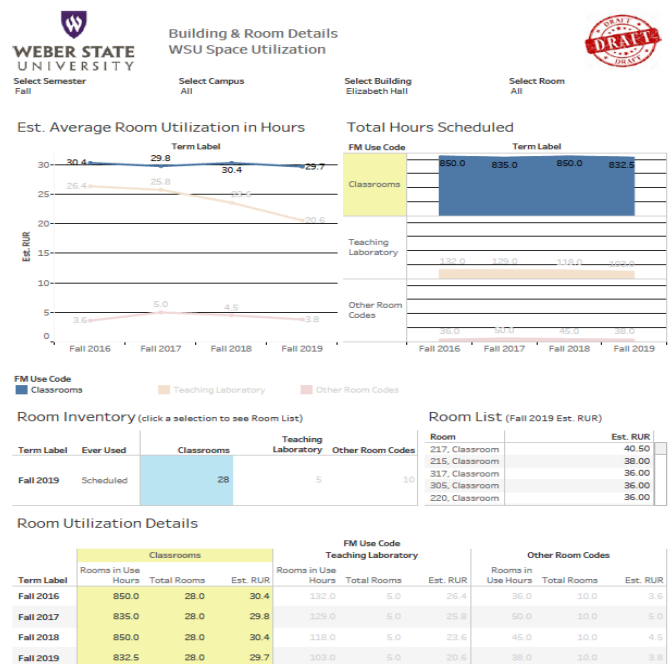 WEBER STATE
UNIVERSITY
Building & Room Details
WSU Space Utilization
DRAFT
DRAFT
DRAFT
Select Semester
Fall
Select Campus
All
Select Building
Elizabeth Hall
Select Room
All
Est. Average Room Utilization in Hours
Term Label
Est. RUR
30
25
20
15
10
5
0
30.4
29.8
30.4
29.7
26.4
25.8
23.6
20.6
3.6
5.0
4.5
3.8
Fall 2016 Fall 2017 Fall 2018 Fall 2019
Total Hours Scheduled
FM Use Code Term Label
Classrooms
850.0 835.0 850.0 832.5
Teaching
Laboratory
132.0 129.0 118.0 103.0
Other Room
Codes
36.0 50.0 45.0 38.0
Fall 2016 Fall 2017 Fall 2018 Fall 2019
FM Use Code
Classrooms Teaching Laboratory Other Room Codes
Room Inventory (click a selection to see Room List)
Term Label Ever Used Classrooms Teaching Laboratory Other Room Codes
Fall 2019 Scheduled 28 5 10
Room List (Fall 2019 Est. RUR)
Room Est. RUR
217, Classroom 40.50
215, Classroom 38.00
317, Classroom 36.00
305, Classroom 36.00
220, Classroom 36.00
Room Utilization Details
FM Use Code
Classrooms Teaching Laboratory Other Room Codes
Term Label Rooms in Use Hours Total Rooms Est. RUR Rooms in Use Hours Total Rooms Est. RUR Rooms in Use Hours Total Rooms Est. RUR
Fall 2016 850.0 28.0 30.4 132.0 5.0 26.4 36.0 10.0 3.6
Fall 2017 835.0 28.0 29.8 129.0 5.0 25.8 50.0 10.0 5.0
Fall 2018 850.0 28.0 30.4 118.0 5.0 23.6 45.0 10.0 4.5
Fall 2019 832.5 28.0 29.7 103.0 5.0 20.6 38.0 10.0 3.8